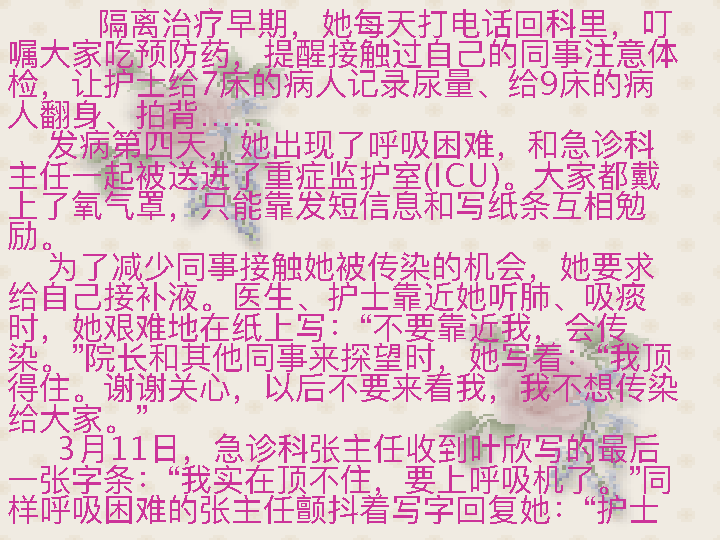 隔离治疗早期，她每天打电话回科里，叮
嘱大家吃预防药，提醒接触过自己的同事注意体
检，让护士给7床的病人记录尿量、给9床的病
人翻身、拍背……
发病第四天，她出现了呼吸困难，和急诊科
主任一起被送进了重症监护室(ICU)。大家都戴
上了氧气罩，只能靠发短信息和写纸条互相勉
励。
为了减少同事接触她被传染的机会，她要求
给自己接补液。医生、护士靠近她听肺、吸痰
时，她艰难地在纸上写：“不要靠近我，会传
染。”院长和其他同事来探望时，她写着：“我顶
得住。谢谢关心，以后不要来看我，我不想传染
给大家。”
3月11日，急诊科张主任收到叶欣写的最后
一张字条：“我实在顶不住，要上呼吸机了。”同
样呼吸困难的张主任颤抖着写字回复她：“护士